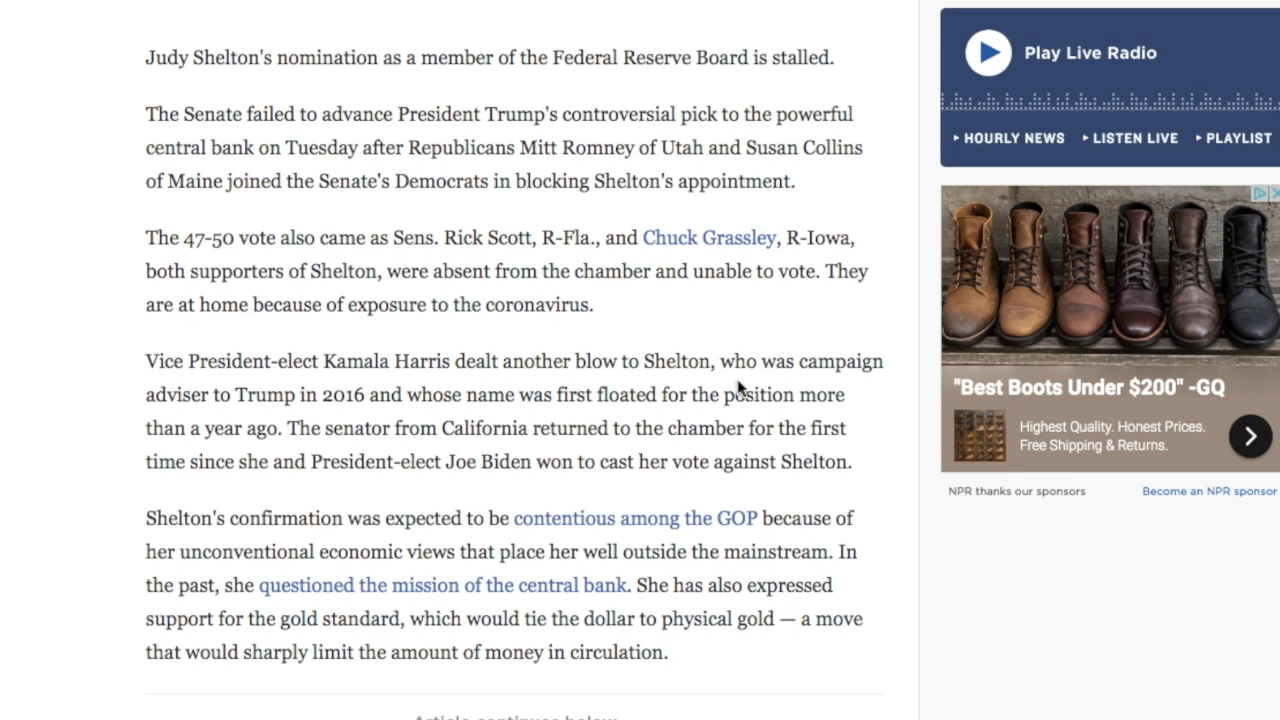 Judy Shelton's nomination as a member of the Federal Reserve Board is stalled.
The Senate failed to advance President Trump's controversial pick to the powerful
central bank on Tuesday after Republicans Mitt Romney of Utah and Susan Collins
of Maine joined the Senate's Democrats in blocking Shelton's appointment.
The 47-50 vote also came as Sens. Rick Scott, R-Fla., and Chuck Grassley, R-Iowa,
both supporters of Shelton, were absent from the chamber and unable to vote. They
are at home because of exposure to the coronavirus.
Vice President-elect Kamala Harris dealt another blow to Shelton, who was campaign
adviser to Trump in 2016 and whose name was first floated for the position more
than a year ago. The senator from California returned to the chamber for the first
time since she and President-elect Joe Biden won to cast her vote against Shelton.
Shelton's confirmation was expected to be contentious among the GOP because of
her unconventional economic views that place her well outside the mainstream. In
the past, she questioned the mission of the central bank. She has also expressed
support for the gold standard, which would tie the dollar to physical gold — a move
that would sharply limit the amount of money in circulation.
Article continues below
Play Live Radio
HOURLY NEWS LISTEN LIVE PLAYLIST
"Best Boots Under $200" -GQ
Highest Quality. Honest Prices.
Free Shipping & Returns.
NPR thanks our sponsors Become an NPR sponsor